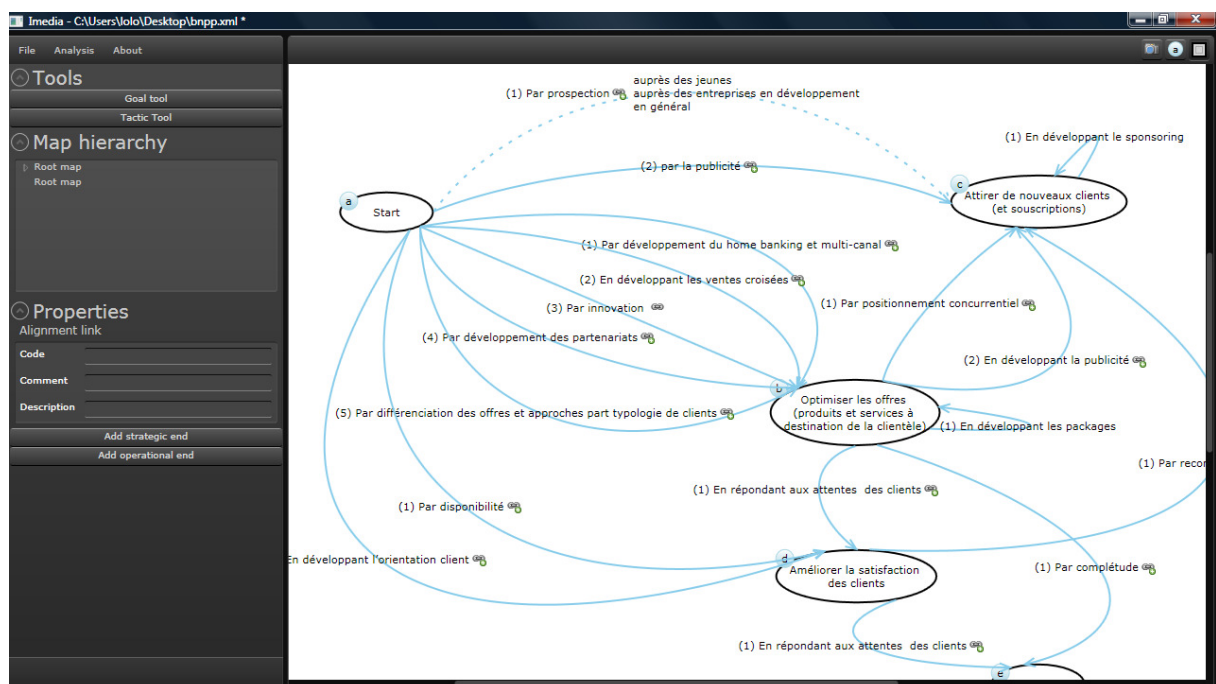 Imedia - C:\Users\lolo\Desktop\bnpp.xml *
File Analysis About
Tools
Goal tool
Tactic Tool
Map hierarchy
Root map
Root map
Properties
Alignment link
Code
Comment
Description
Add strategic end
Add operational end
a
auprès des jeunes
(1) Par prospection auprès des entreprises en développement
en général
(1) En développant le sponsoring
(2) par la publicité
c
Attirer de nouveaux clients
(et souscriptions)
a
Start
(1) Par développement du home banking et multi-canal
(2) En développant les ventes croisées
(3) Par innovation
(1) Par positionnement concurrentiel
(4) Par développement des partenariats
(2) En développant la publicité
b
Optimiser les offres
(produits et services à
destination de la clientèle)
(5) Par différenciation des offres et approches part typologie de clients
(1) En développant les packages
(1) Par recon
(1) En répondant aux attentes des clients
(1) Par disponibilité
En développant l'orientation client
d
Améliorer la satisfaction
des clients
(1) Par complétude
(1) En répondant aux attentes des clients
e